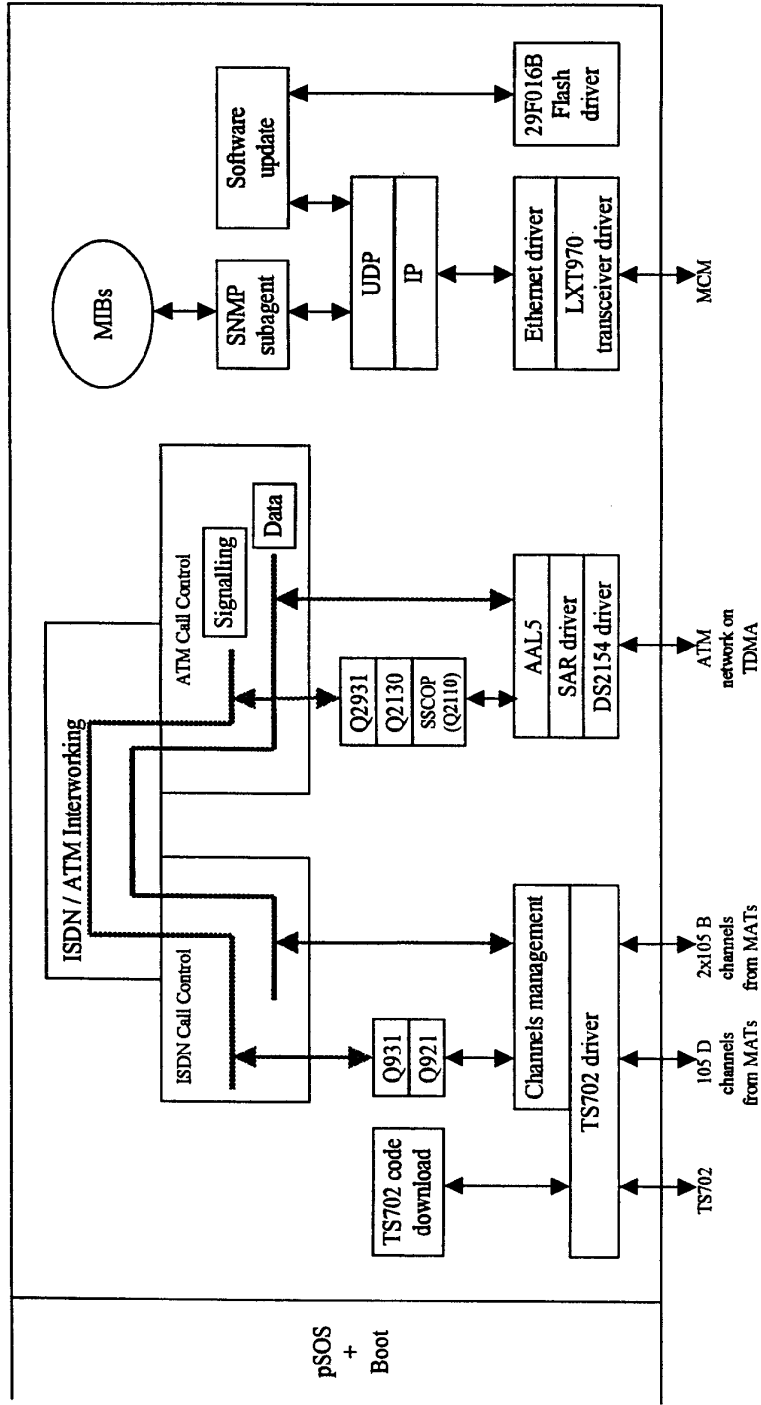 pSOS
+
Boot
ISDN / ATM Interworking
ISDN Call Control
ATM Call Control
Signalling
Data
MIBs
SNMP
subagent
Software
update
TS702 code
download
Q931
Q921
Q2931
Q2130
SSCOP
(Q2110)
UDP
IP
Channels management
TS702 driver
AAL5
SAR driver
DS2154 driver
Ethernet driver
LXT970
transceiver driver
29F016B
Flash
driver
TS702
105 D
channels
from MATs
2x105 B
channels
from MATs
ATM
network on
TDMA
MCM